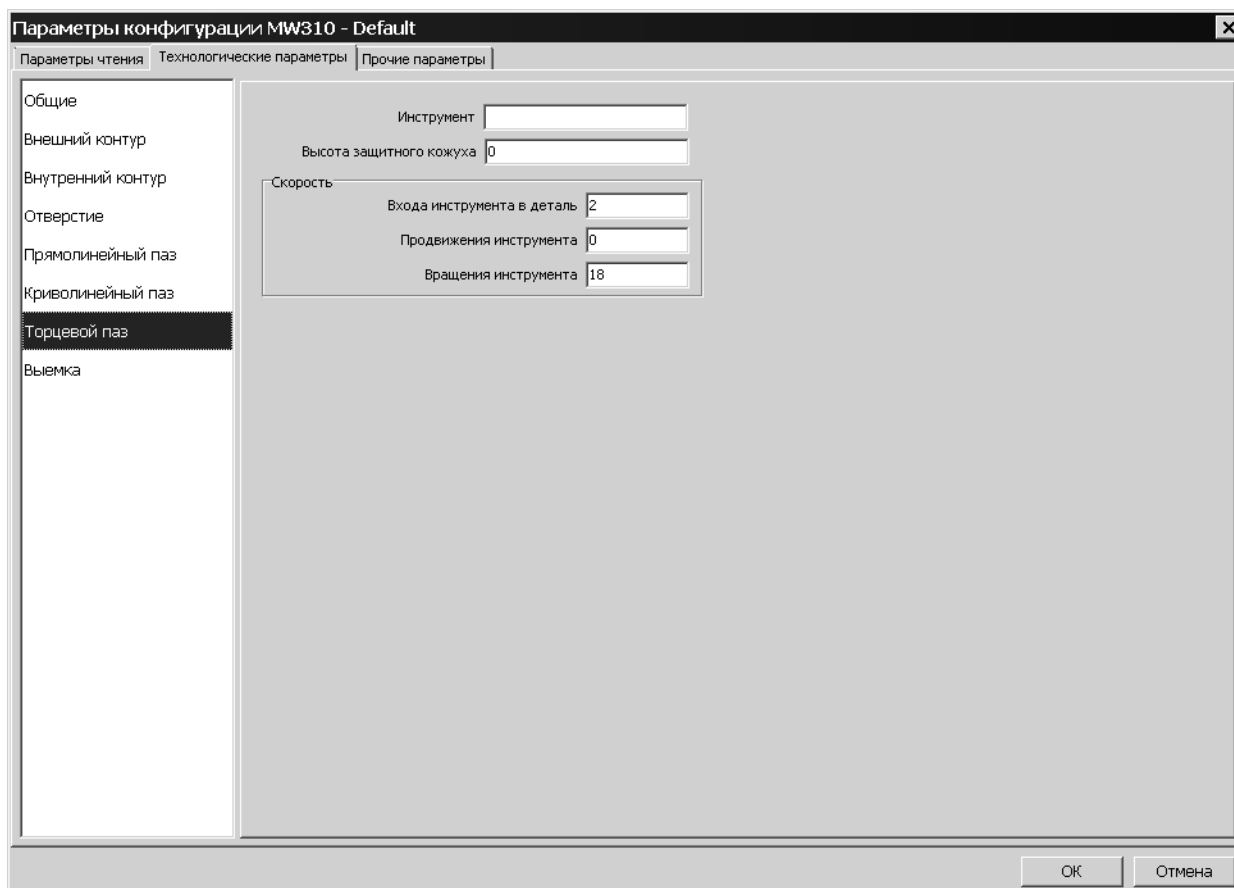 Параметры конфигурации MW310 - Default
Параметры чтения Технологические параметры Прочие параметры
Общие
Внешний контур
Внутренний контур
Отверстие
Прямолинейный паз
Криволинейный паз
Торцевой паз
Выемка
Инструмент
Высота защитного кожуха 0
Скорость
Входа инструмента в деталь 2
Продвижения инструмента 0
Вращения инструмента 18
ОК Отмена